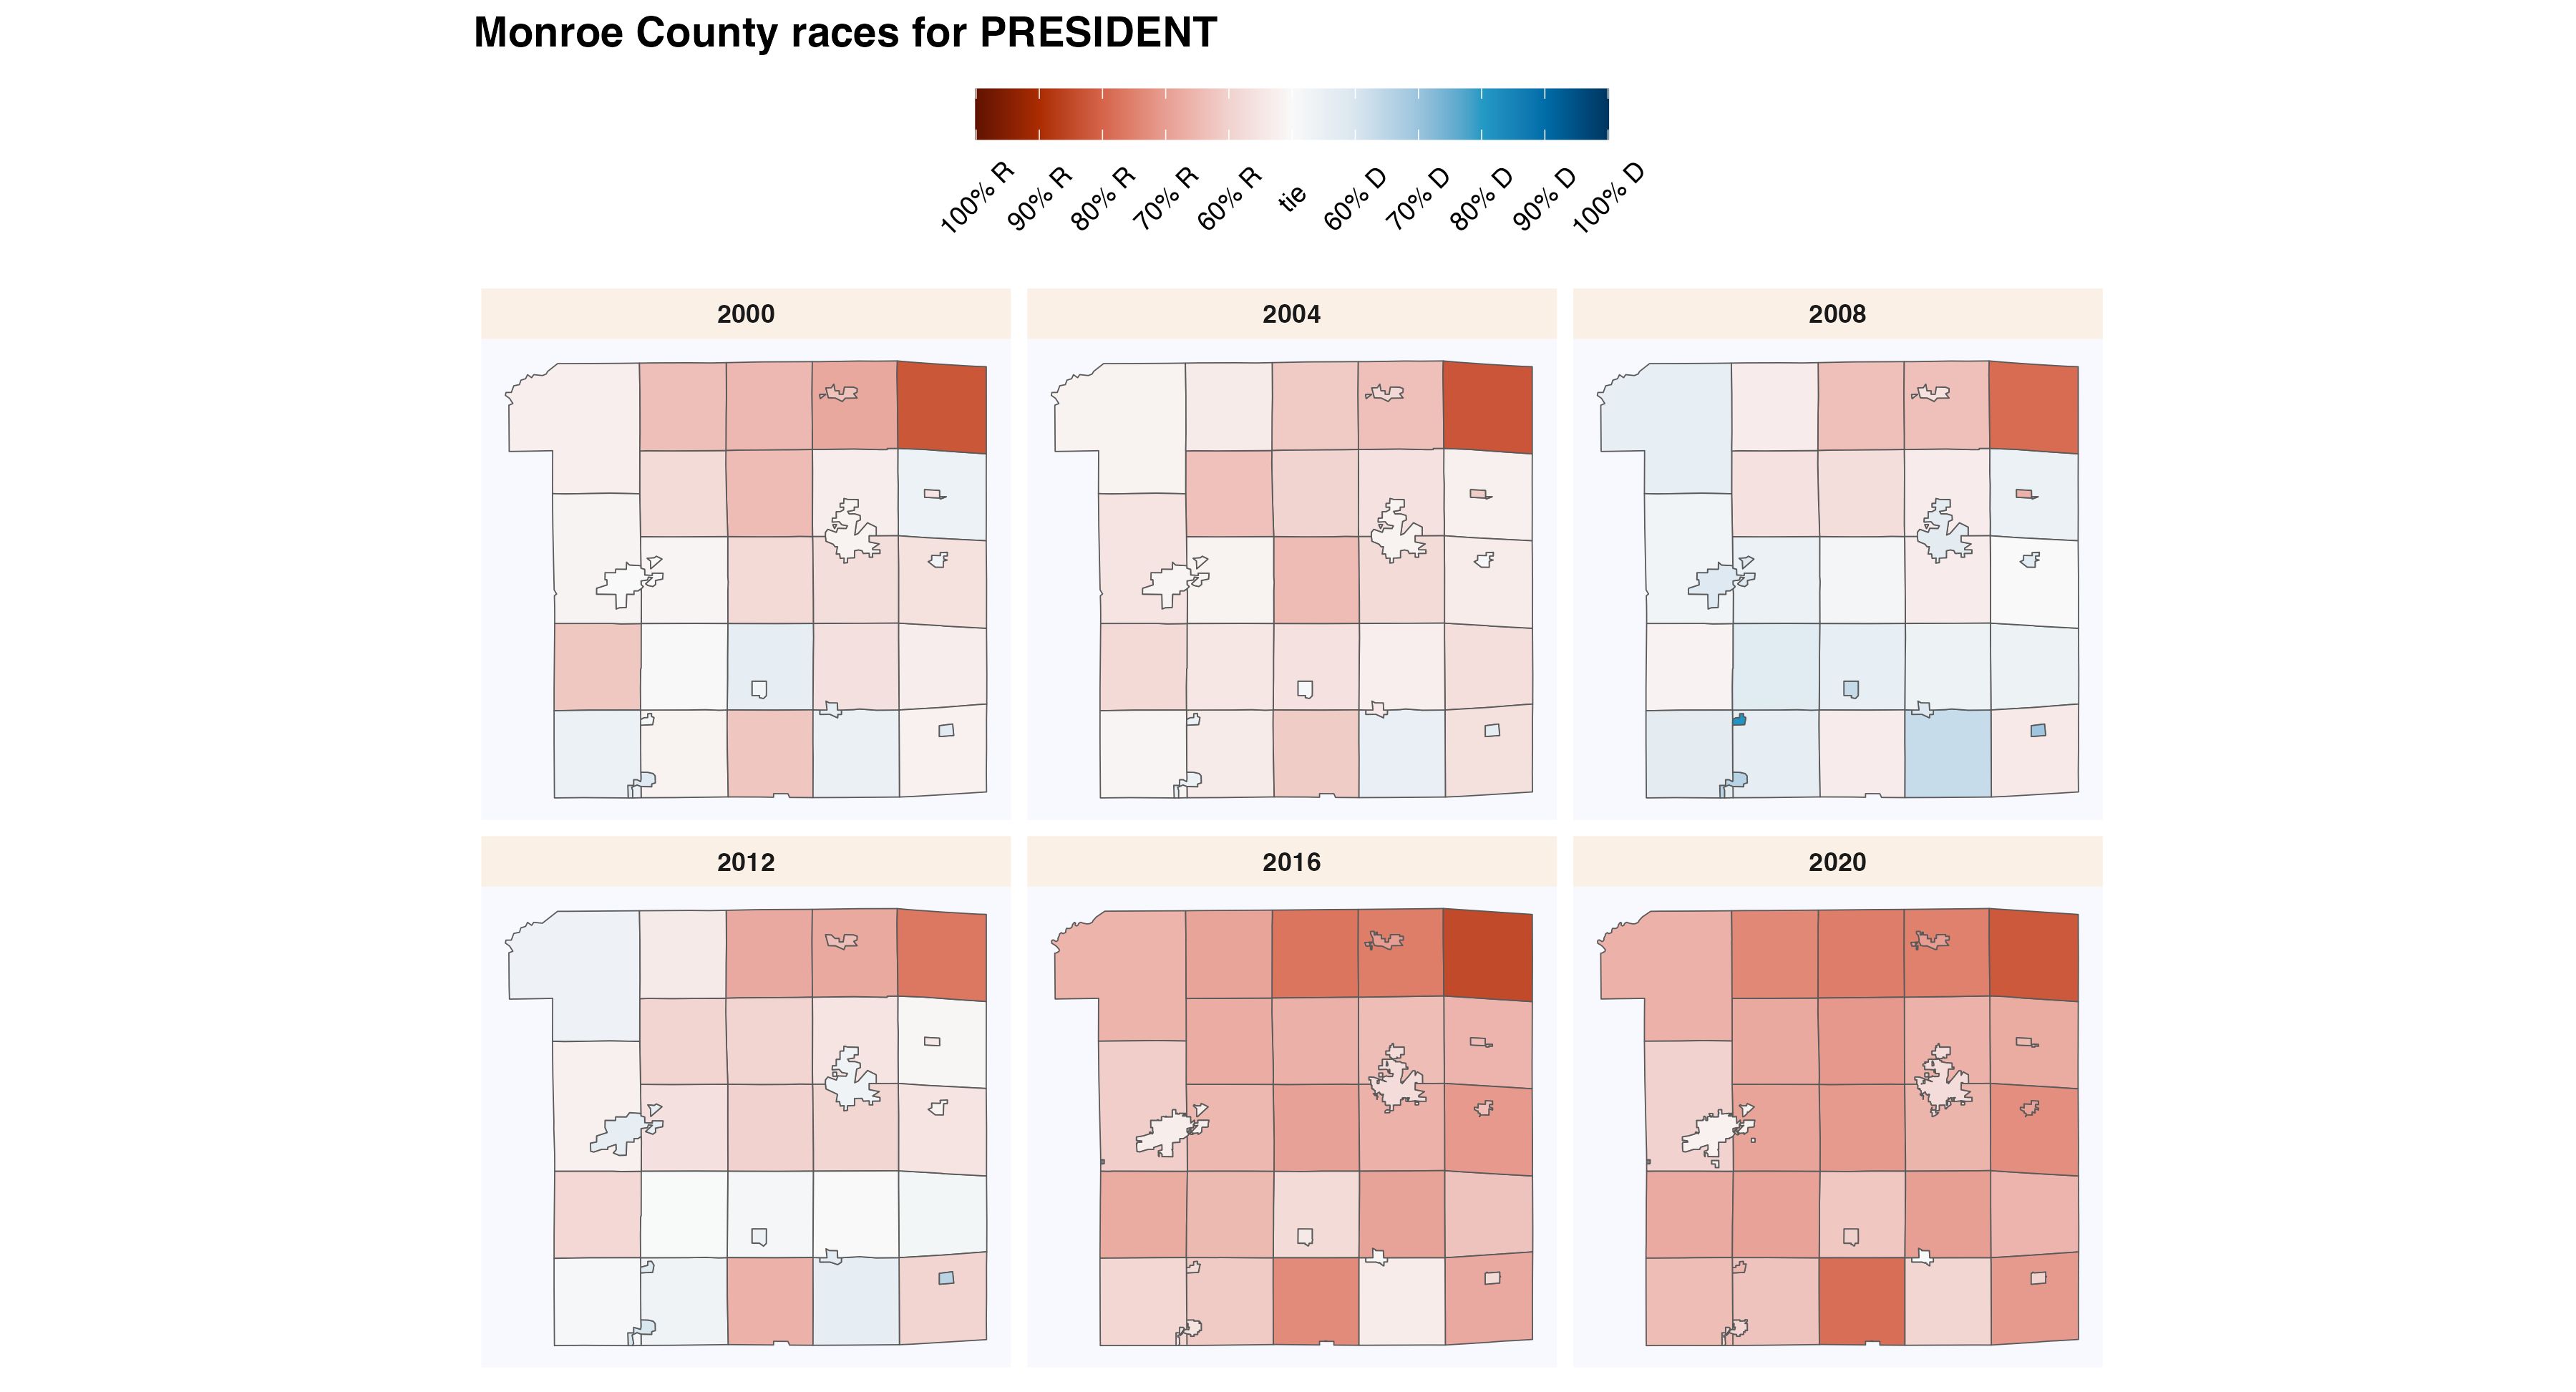 Monroe County races for PRESIDENT
100% R
90% R
80% R
70% R
60% R
tie
60% D
70% D
80% D
90% D
100% D
2000
2004
2008
2012
2016
2020